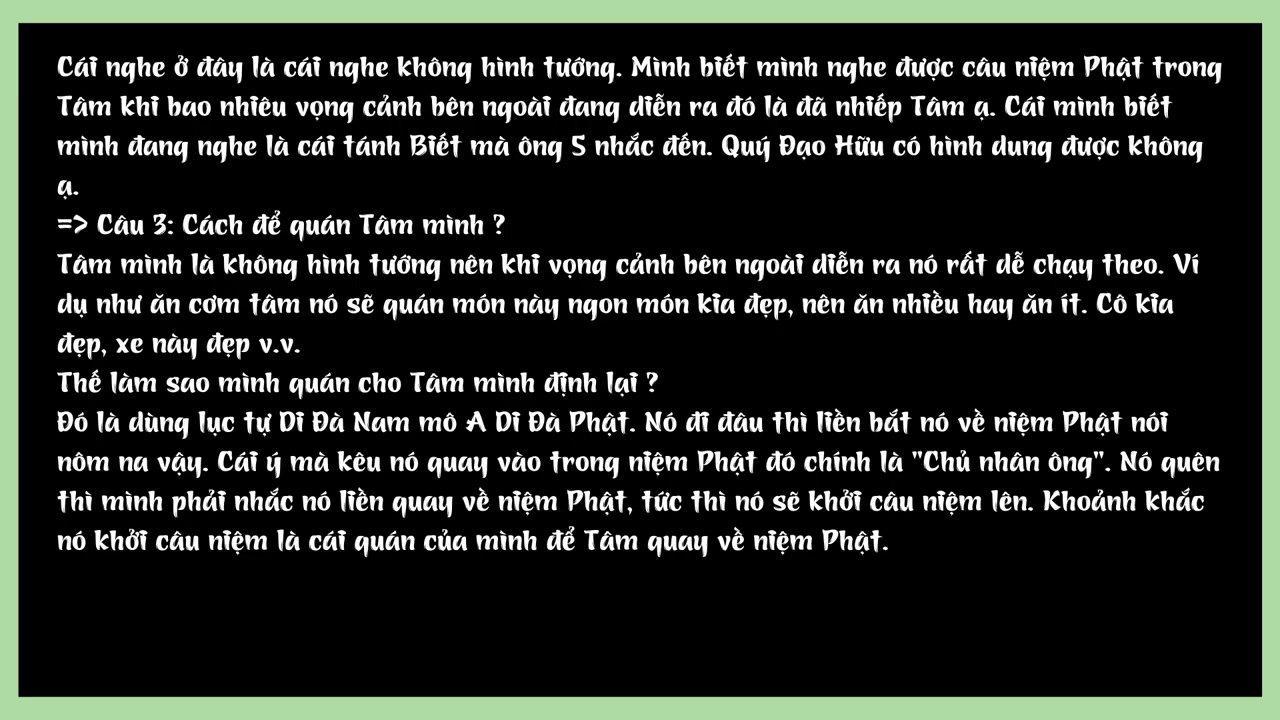 Cái nghe ở đây là cái nghe không hình tướng. Mình biết mình nghe được câu niệm Phật trong
Tâm khi bao nhiêu vọng cảnh bên ngoài đang diễn ra đó là đã nhiếp Tâm ạ. Cái mình biết
mình đang nghe là cái tánh Biết mà ông S nhắc đến. Quý Đạo Hữu có hình dung được không
ạ.
=> Câu 3: Cách để quán Tâm mình ?
Tâm mình là không hình tướng nên khi vọng cảnh bên ngoài diễn ra nó rất dễ chạy theo. Ví
dụ như ăn cơm tâm nó sẽ quán món này ngon món kia đẹp, nên ăn nhiều hay ăn ít. Cô kia
đẹp, xe này đẹp v.v.
Thế làm sao mình quán cho Tâm mình định lại ?
Đó là dùng lục tự Di Đà Nam mô A Di Đà Phật. Nó đi đâu thì liền bắt nó về niệm Phật nói
nôm na vậy. Cái ý mà kêu nó quay vào trong niệm Phật đó chính là "Chủ nhân ông". Nó quên
thì mình phải nhắc nó liền quay về niệm Phật, tức thì nó sẽ khởi câu niệm lên. Khoảnh khắc
nó khởi câu niệm là cái quán của mình để Tâm quay về niệm Phật.